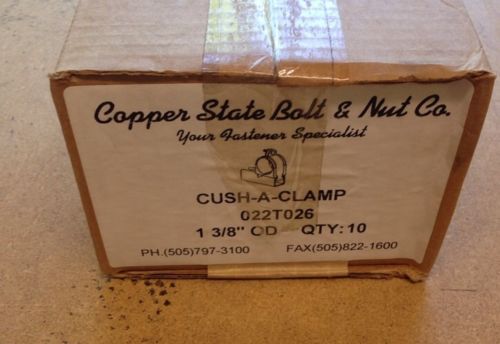 Copper State Bolt & Nut Co.
Your Fastener Specialist
CUSH-A-CLAMP
022T026
1 3/8" OD QTY: 10
PH.(505)797-3100 FAX(505)822-1600